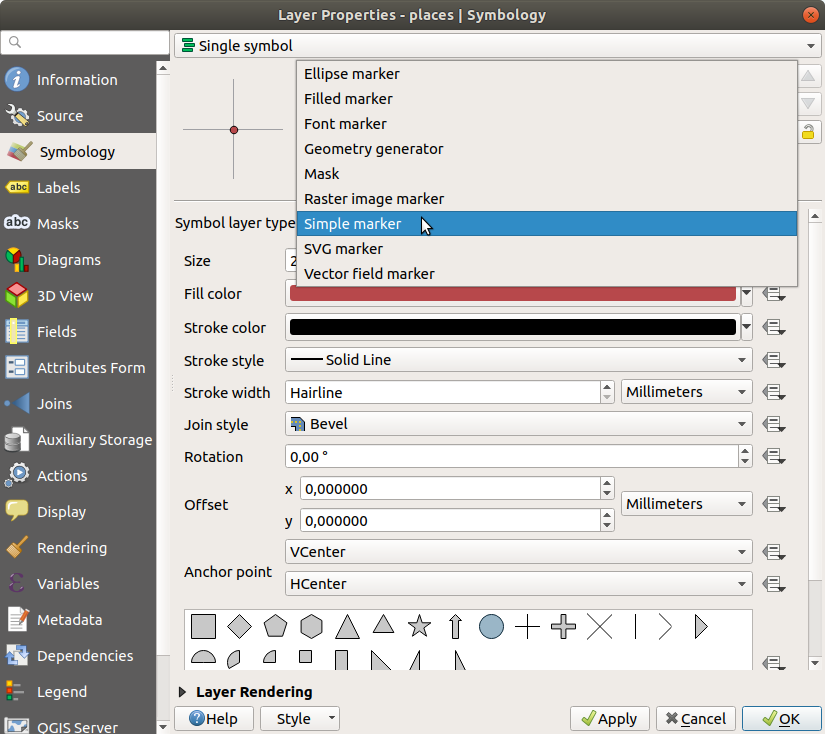 Layer Properties - places | Symbology
Single symbol
Information
Source
Symbology
abc Labels
abc Masks
Diagrams
3D View
Fields
Attributes Form
Joins
Auxiliary Storage
Actions
Display
Rendering
ε Variables
Metadata
Dependencies
Legend
QGIS Server
Ellipse marker
Filled marker
Font marker
Geometry generator
Mask
Raster image marker
Simple marker
SVG marker
Vector field marker
Symbol layer type
Size 2
Fill color
Stroke color
Stroke style Solid Line
Stroke width Hairline Millimeters
Join style Bevel
Rotation 0,00 °
Offset x 0,000000 Millimeters
y 0,000000
Anchor point VCenter
HCenter
Layer Rendering
Help Style Apply Cancel OK